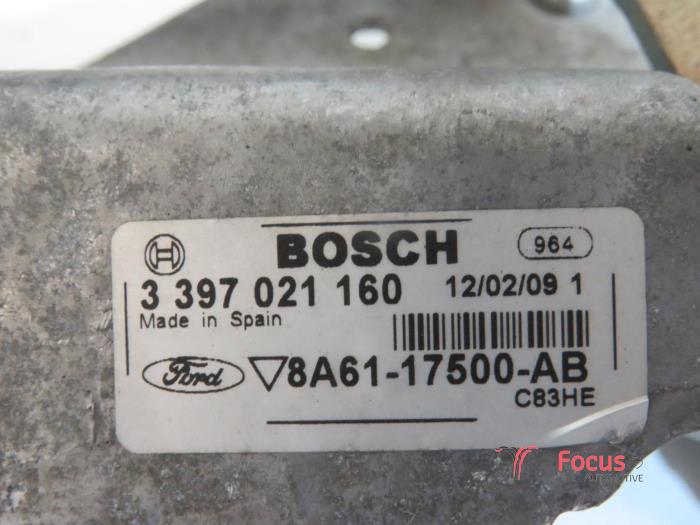 BOSCH 964
3 397 021 160 12/02/09 1
Made in Spain
Ford 8A61-17500-AB
C83HE
Focus
AUTOMOTIVE